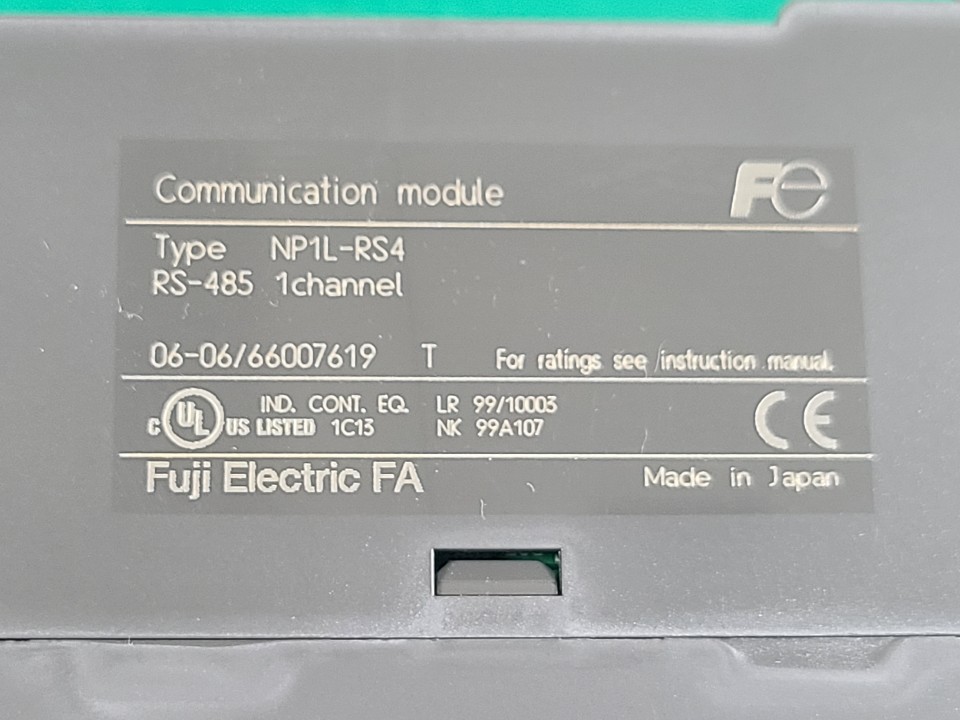 Communication module
FE
Type NP1L-RS4
RS-485 1channel
06-06/66007619 T For ratings see instruction manual.
C UL US LISTED IND. CONT. EQ. 1C13
LR 99/10003
NK 99A107
CE
Fuji Electric FA Made in Japan